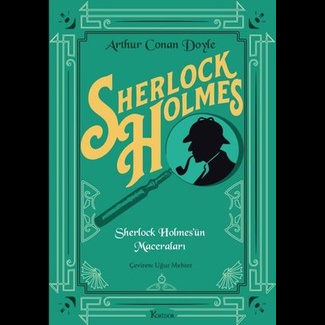 Arthur Conan Doyle
SHERLOCK
HOLMES
Sherlock Holmes'ün
Maceraları
Çeviren: Uğur Mehter
KORIDOR